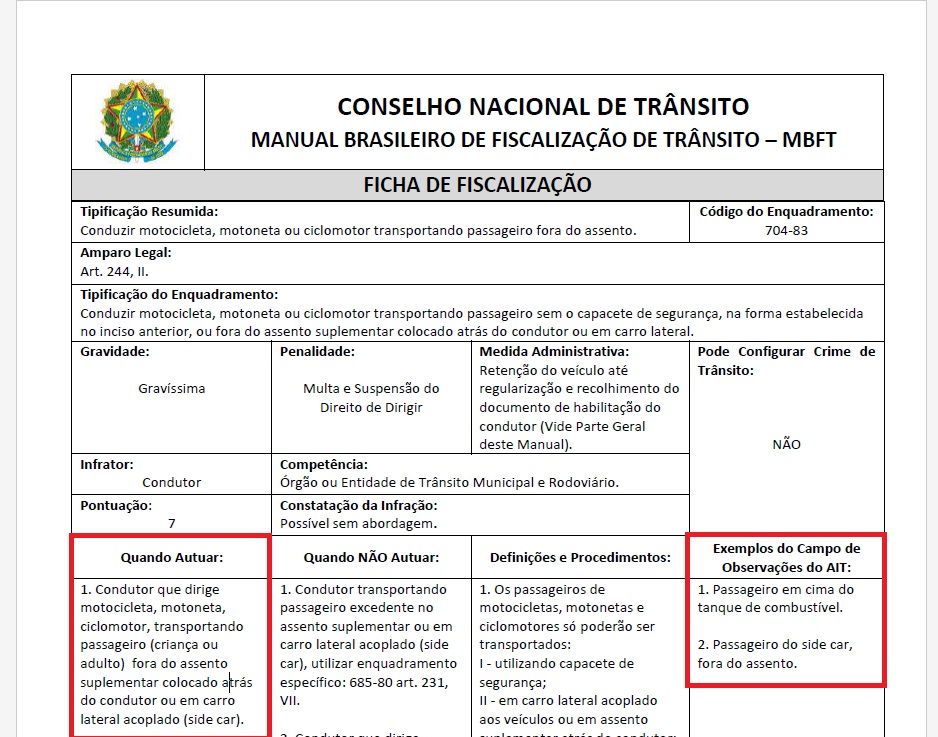 CONSELHO NACIONAL DE TRÂNSITO
MANUAL BRASILEIRO DE FISCALIZAÇÃO DE TRÂNSITO – MBFT
FICHA DE FISCALIZAÇÃO
Tipificação Resumida:
Conduzir motocicleta, motoneta ou ciclomotor transportando passageiro fora do assento.
Código do Enquadramento:
704-83
Amparo Legal:
Art. 244, II.
Tipificação do Enquadramento:
Conduzir motocicleta, motoneta ou ciclomotor transportando passageiro sem o capacete de segurança, na forma estabelecida
no inciso anterior, ou fora do assento suplementar colocado atrás do condutor ou em carro lateral.
Gravidade:
Gravíssima
Penalidade:
Multa e Suspensão do
Direito de Dirigir
Medida Administrativa:
Retenção do veículo até
regularização e recolhimento do
documento de habilitação do
condutor (Vide Parte Geral
deste Manual).
Pode Configurar Crime de
Trânsito:
NÃO
Infrator:
Condutor
Competência:
Órgão ou Entidade de Trânsito Municipal e Rodoviário.
Pontuação:
7
Constatação da Infração:
Possível sem abordagem.
Quando Autuar:
1. Condutor que dirige
motocicleta, motoneta,
ciclomotor, transportando
passageiro (criança ou
adulto) fora do assento
suplementar colocado atrás
do condutor ou em carro
lateral acoplado (side car).
Quando NÃO Autuar:
1. Condutor transportando
passageiro excedente no
assento suplementar ou em
carro lateral acoplado (side
car), utilizar enquadramento
específico: 685-80 art. 231,
VII.
2. Condutor que dirige
Definições e Procedimentos:
1. Os passageiros de
motocicletas, motonetas e
ciclomotores só poderão ser
transportados:
I - utilizando capacete de
segurança;
II - em carro lateral acoplado
aos veículos ou em assento
suplementar atrás do condutor;
Exemplos do Campo de
Observações do AIT:
1. Passageiro em cima do
tanque de combustível.
2. Passageiro do side car,
fora do assento.